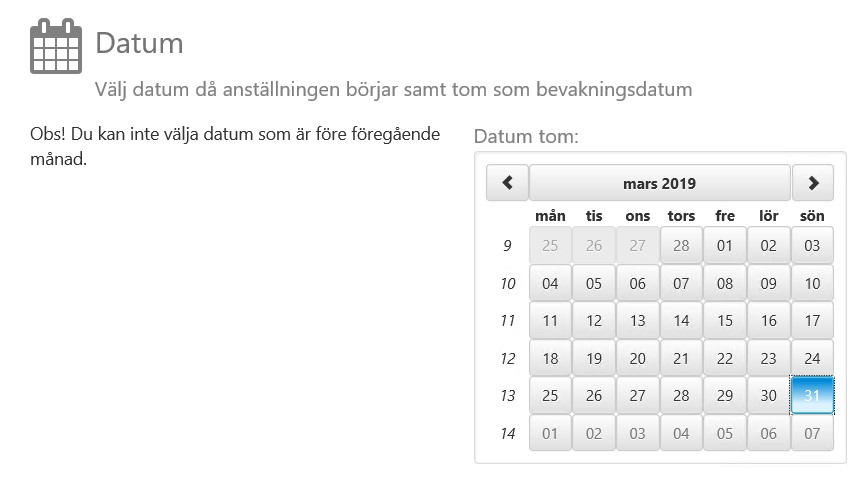 Datum
Välj datum då anställningen börjar samt tom som bevakningsdatum
Obs! Du kan inte välja datum som är före föregående
månad.
Datum tom:
mars 2019
mån tis ons tors fre lör sön
9 25 26 27 28 01 02 03
10 04 05 06 07 08 09 10
11 11 12 13 14 15 16 17
12 18 19 20 21 22 23 24
13 25 26 27 28 29 30 31
14 01 02 03 04 05 06 07